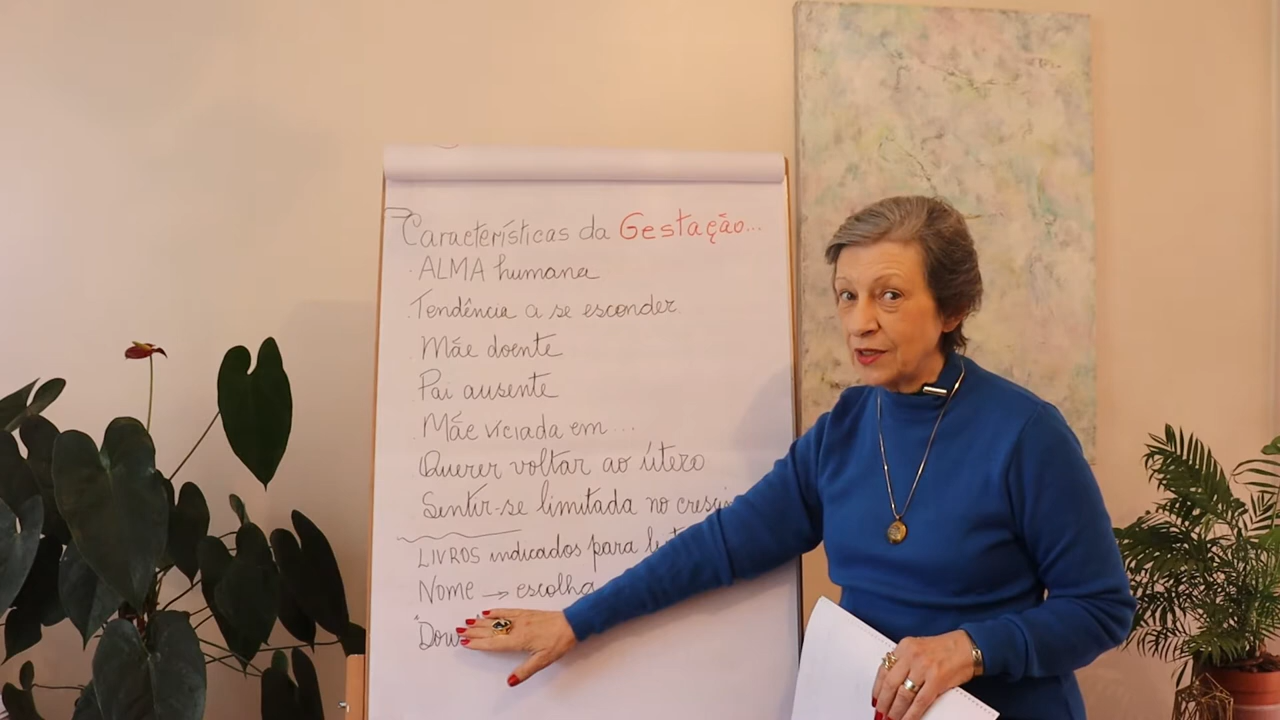 Características da Gestação...
. ALMA humana
. Tendência a se esconder
. Mãe doente
. Pai ausente
. Mãe viciada em...
Querer voltar ao útero
. Sentir-se limitada no
LIVROS indicados para
Nome → escolha